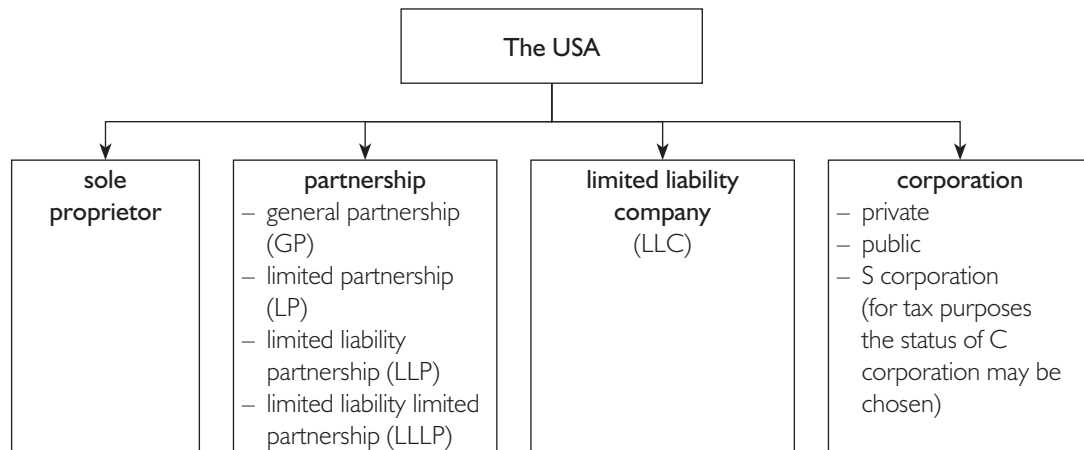 The USA
sole
proprietor
partnership
– general partnership
(GP)
– limited partnership
(LP)
– limited liability
partnership (LLP)
– limited liability limited
partnership (LLLP)
limited liability
company
(LLC)
corporation
– private
– public
– S corporation
(for tax purposes
the status of C
corporation may be
chosen)